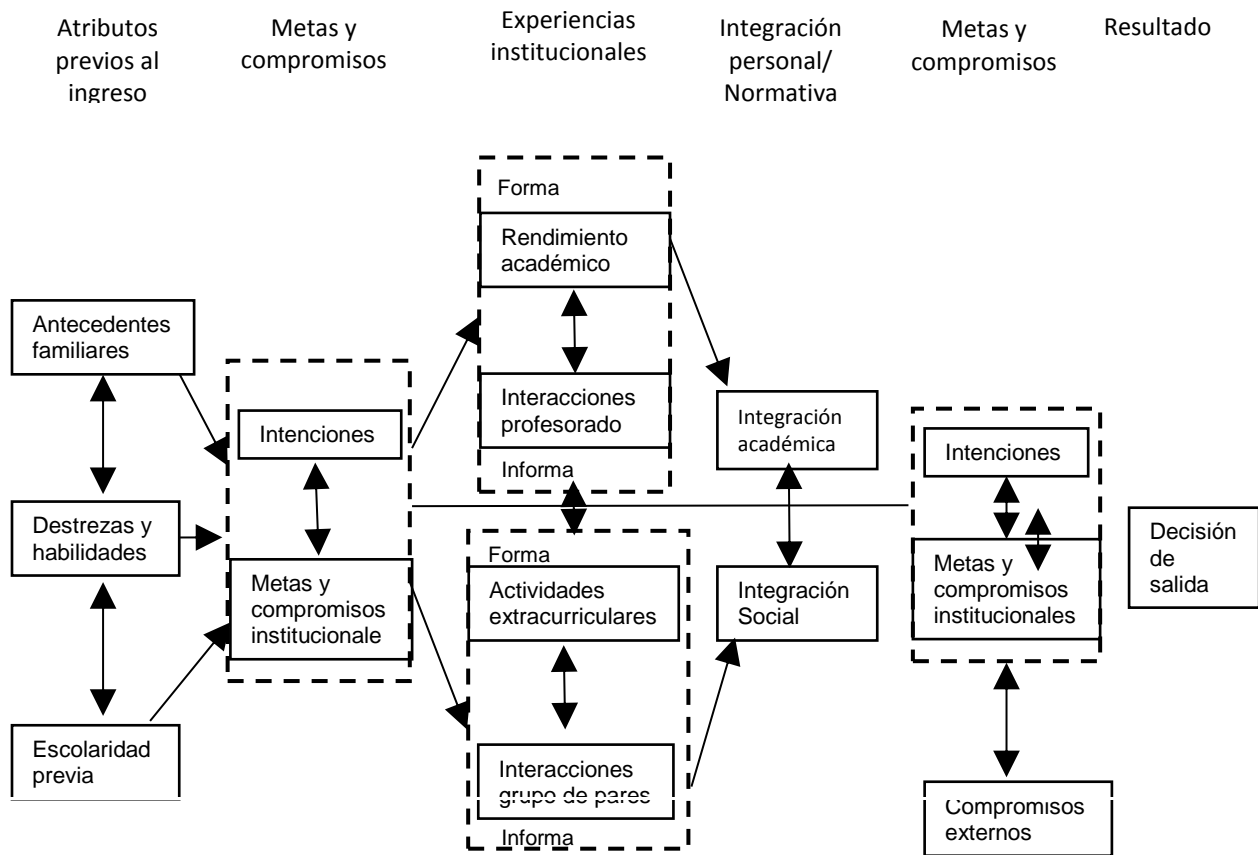 Atributos
previos al
ingreso
Metas y
compromisos
Experiencias
institucionales
Integración
personal/
Normativa
Metas y
compromisos
Resultado
Antecedentes
familiares
Destrezas y
habilidades
Escolaridad
previa
Intenciones
Metas y
compromisos
institucionale
Forma
Rendimiento
académico
Interacciones
profesorado
Informa
Forma
Actividades
extracurriculares
Interacciones
grupo de pares
Informa
Integración
académica
Integración
Social
Intenciones
Metas y
compromisos
institucionales
Compromisos
externos
Decisión
de
salida